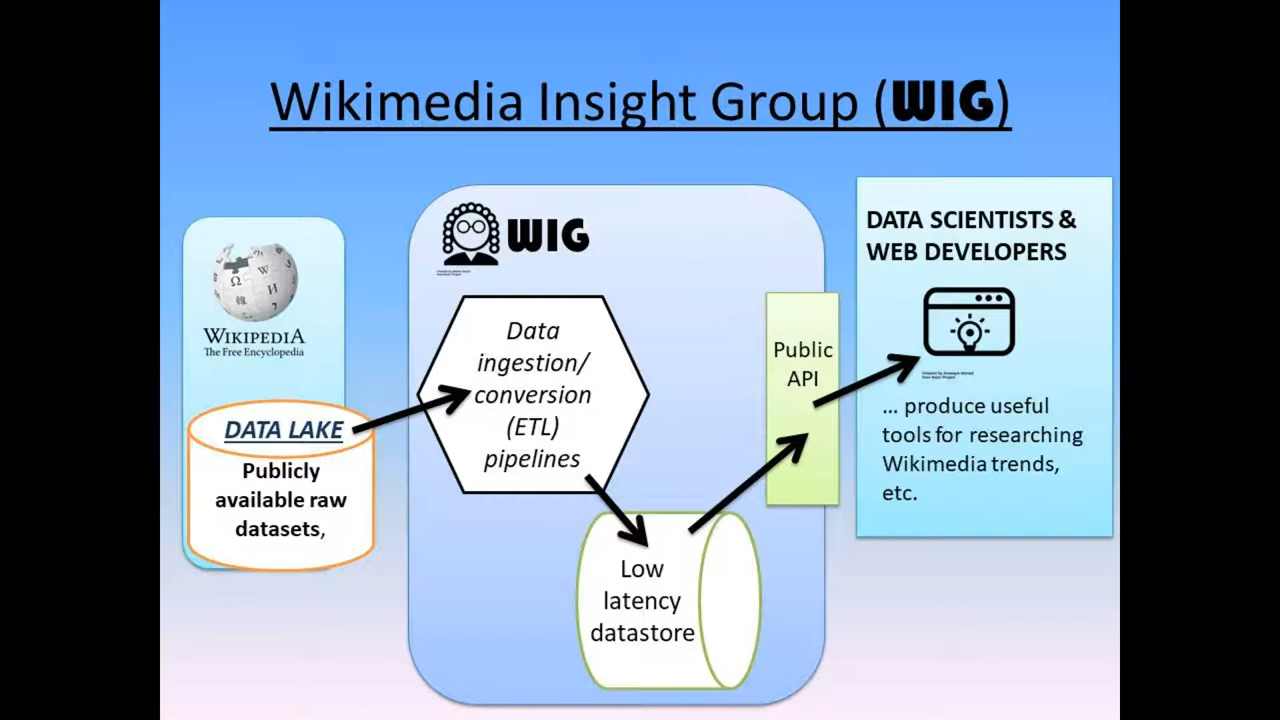 Wikimedia Insight Group (WIG)
WIG
WIKIPEDIA
The Free Encyclopedia
DATA LAKE
Publicly
available raw
datasets,
Data
ingestion/
conversion
(ETL)
pipelines
Low
latency
datastore
Public
API
DATA SCIENTISTS &
WEB DEVELOPERS
... produce useful
tools for researching
Wikimedia trends,
etc.